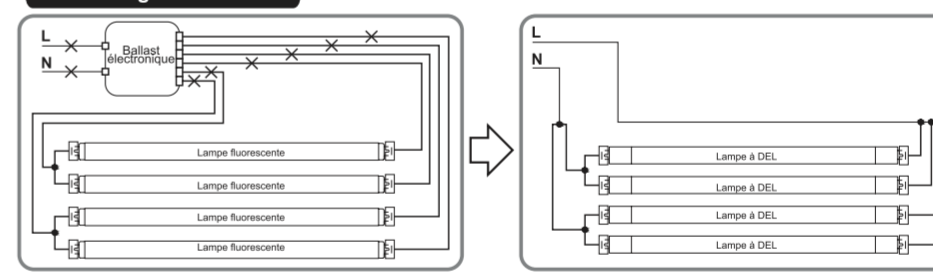 L
N
Ballast
électronique
Lampe fluorescente
Lampe fluorescente
Lampe fluorescente
Lampe fluorescente
L
N
Lampe à DEL
Lampe à DEL
Lampe à DEL
Lampe à DEL